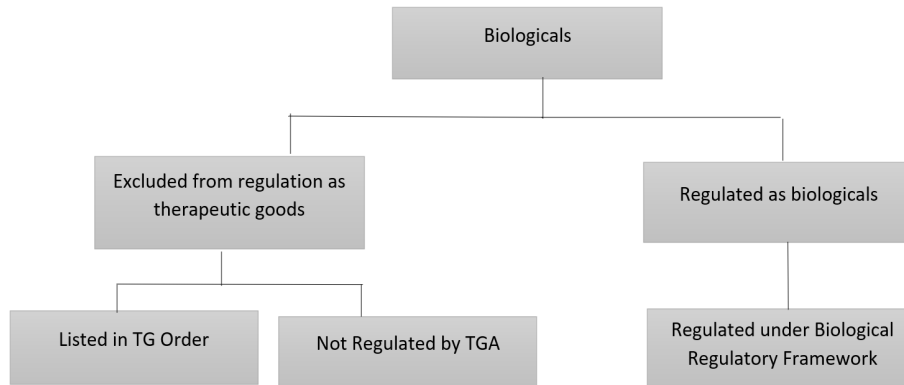 Biologicals
Excluded from regulation as
therapeutic goods
Regulated as biologicals
Listed in TG Order
Not Regulated by TGA
Regulated under Biological
Regulatory Framework